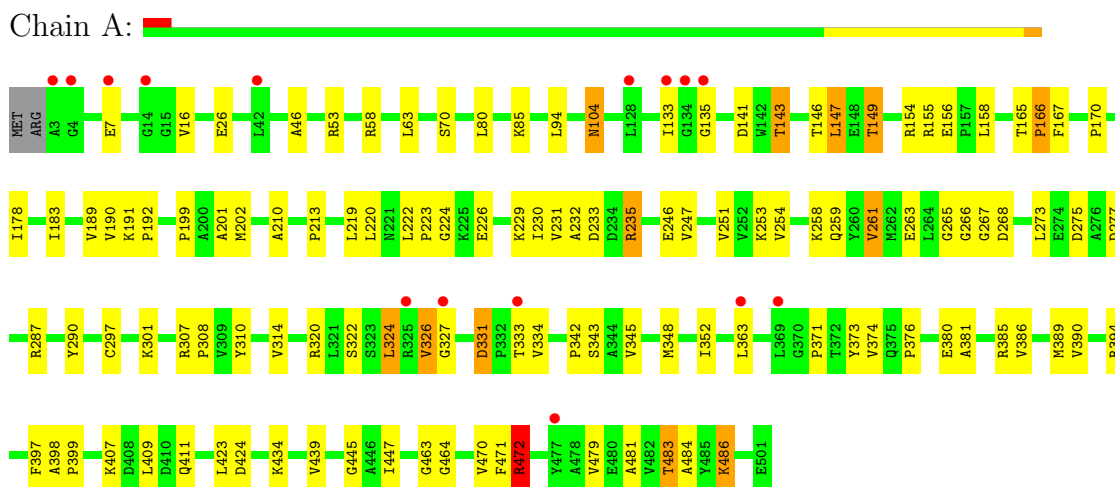 Chain A:
MET ARG A3 G4 E7 G14 G15 V16 E26 L42 A46 R53 R58 L63 S70 L80 K85 L94 N104 L128 I133 G134 G135 D141 W142 T143 T146 L147 E148 T149 R154 R155 E156 P157 L158 T165 P166 F167 P170
I178 I183 V189 V190 K191 P192 P199 A200 A201 M202 A210 P213 L219 L220 N221 L222 P223 G224 K225 E226 K229 I230 V231 A232 D233 D234 R235 E246 V247 V251 V252 K253 V254 K258 Q259 Y260 V261 M262 E263 L264 G265 G266 G267 D268 L273 E274 D275 A276
R287 Y290 C297 K301 R307 P308 V309 Y310 V314 R320 L321 S322 S323 L324 R325 V326 G327 D331 P332 T333 V334 P342 S343 A344 V345 M348 I352 L363 L369 G370 P371 T372 Y373 V374 Q375 P376 E380 A381 R385 V386 M389 V390
F397 A398 P399 K407 D408 L409 D410 Q411 L423 D424 K434 V439 G445 A446 I447 G463 G464 V470 F471 R472 Y477 A478 V479 E480 A481 V482 T483 A484 Y485 K486 E501